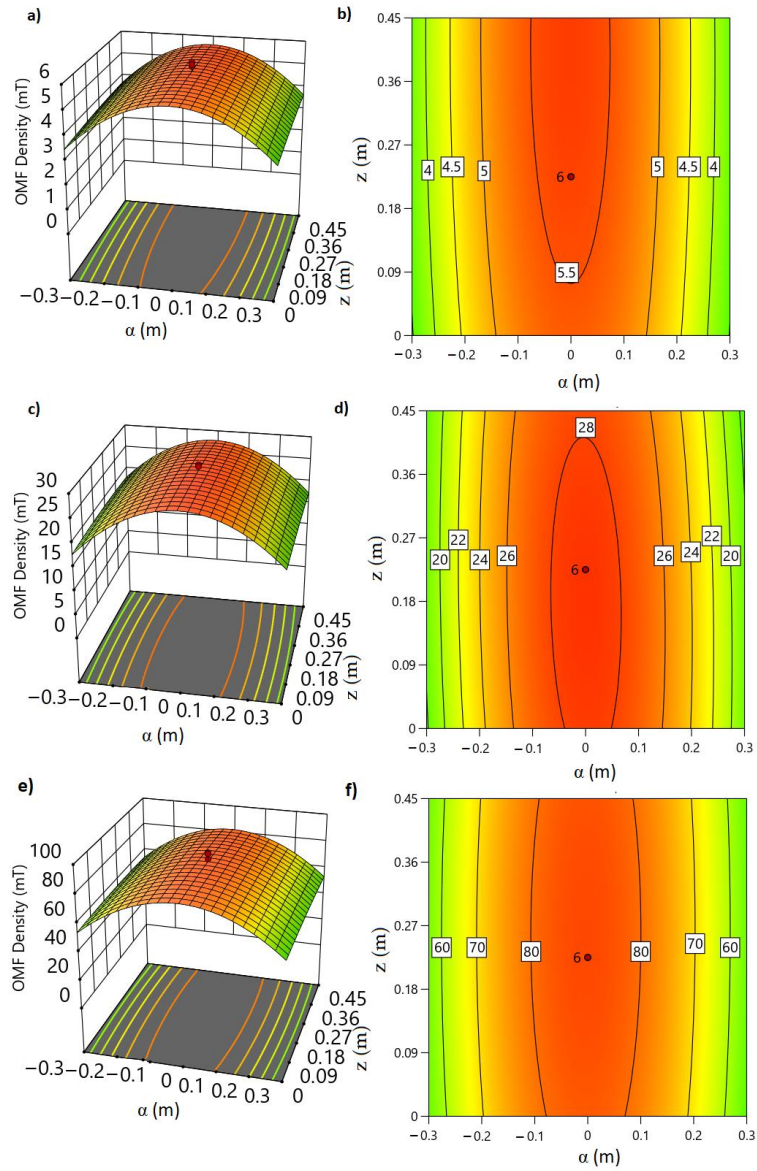 a)
OMF Density (mT)
6
5
4
3
2
1
0
−0.3 −0.2 −0.1 0 0.1 0.2 0.3
α (m)
0.45
0.36
0.27
0.18
0.09
0
z (m)
b)
0.45
0.36
0.27
0.18
0.09
0
z (m)
4 4.5 5 5 4.5 4
6
5.5
−0.3 −0.2 −0.1 0 0.1 0.2 0.3
α (m)
c)
OMF Density (mT)
30
25
20
15
10
5
0
−0.3 −0.2 −0.1 0 0.1 0.2 0.3
α (m)
0.45
0.36
0.27
0.18
0.09
0
z (m)
d)
0.45
0.36
0.27
0.18
0.09
0
z (m)
28
20 22 24 26 26 24 22 20
6
−0.3 −0.2 −0.1 0 0.1 0.2 0.3
α (m)
e)
OMF Density (mT)
100
80
60
40
20
0
−0.3 −0.2 −0.1 0 0.1 0.2 0.3
α (m)
0.45
0.36
0.27
0.18
0.09
0
z (m)
f)
0.45
0.36
0.27
0.18
0.09
0
z (m)
60 70 80 80 70 60
6
−0.3 −0.2 −0.1 0 0.1 0.2 0.3
α (m)